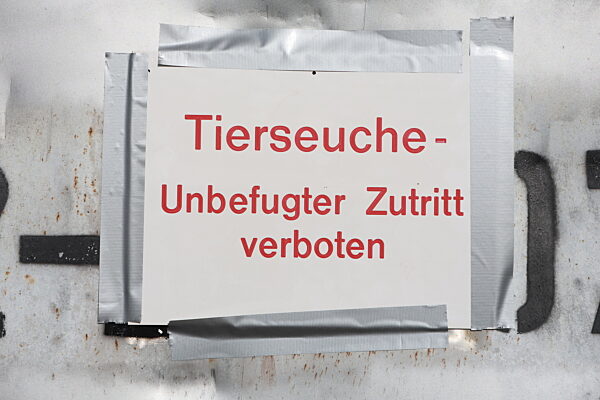 Tierseuche-
Unbefugter Zutritt
verboten